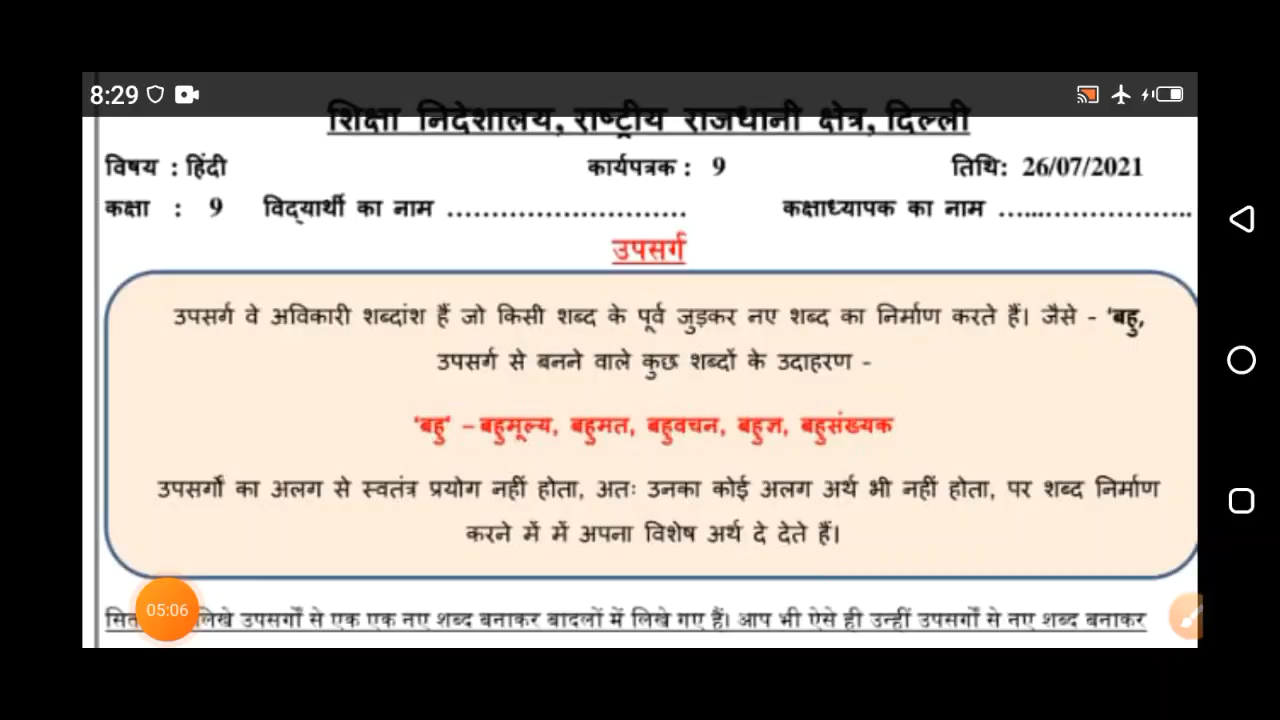 8:29
शिक्षा निदेशालय, राष्ट्रीय राजधानी क्षेत्र, दिल्ली
विषय : हिंदी कार्यपत्रक : 9 तिथि: 26/07/2021
कक्षा : 9 विद्यार्थी का नाम ........................... कक्षाध्यापक का नाम ......................
उपसर्ग
उपसर्ग वे अविकारी शब्दांश हैं जो किसी शब्द के पूर्व जुड़कर नए शब्द का निर्माण करते हैं। जैसे - 'बहु,
उपसर्ग से बनने वाले कुछ शब्दों के उदाहरण -
'बहु' – बहुमूल्य, बहुमत, बहुवचन, बहुज्ञ, बहुसंख्यक
उपसर्गों का अलग से स्वतंत्र प्रयोग नहीं होता, अतः उनका कोई अलग अर्थ भी नहीं होता, पर शब्द निर्माण
करने में में अपना विशेष अर्थ दे देते हैं।
05:06
लिखे उपसर्गों से एक एक नए शब्द बनाकर बादलों में लिखे गए हैं। आप भी ऐसे ही उन्हीं उपसर्गों से नए शब्द बनाकर